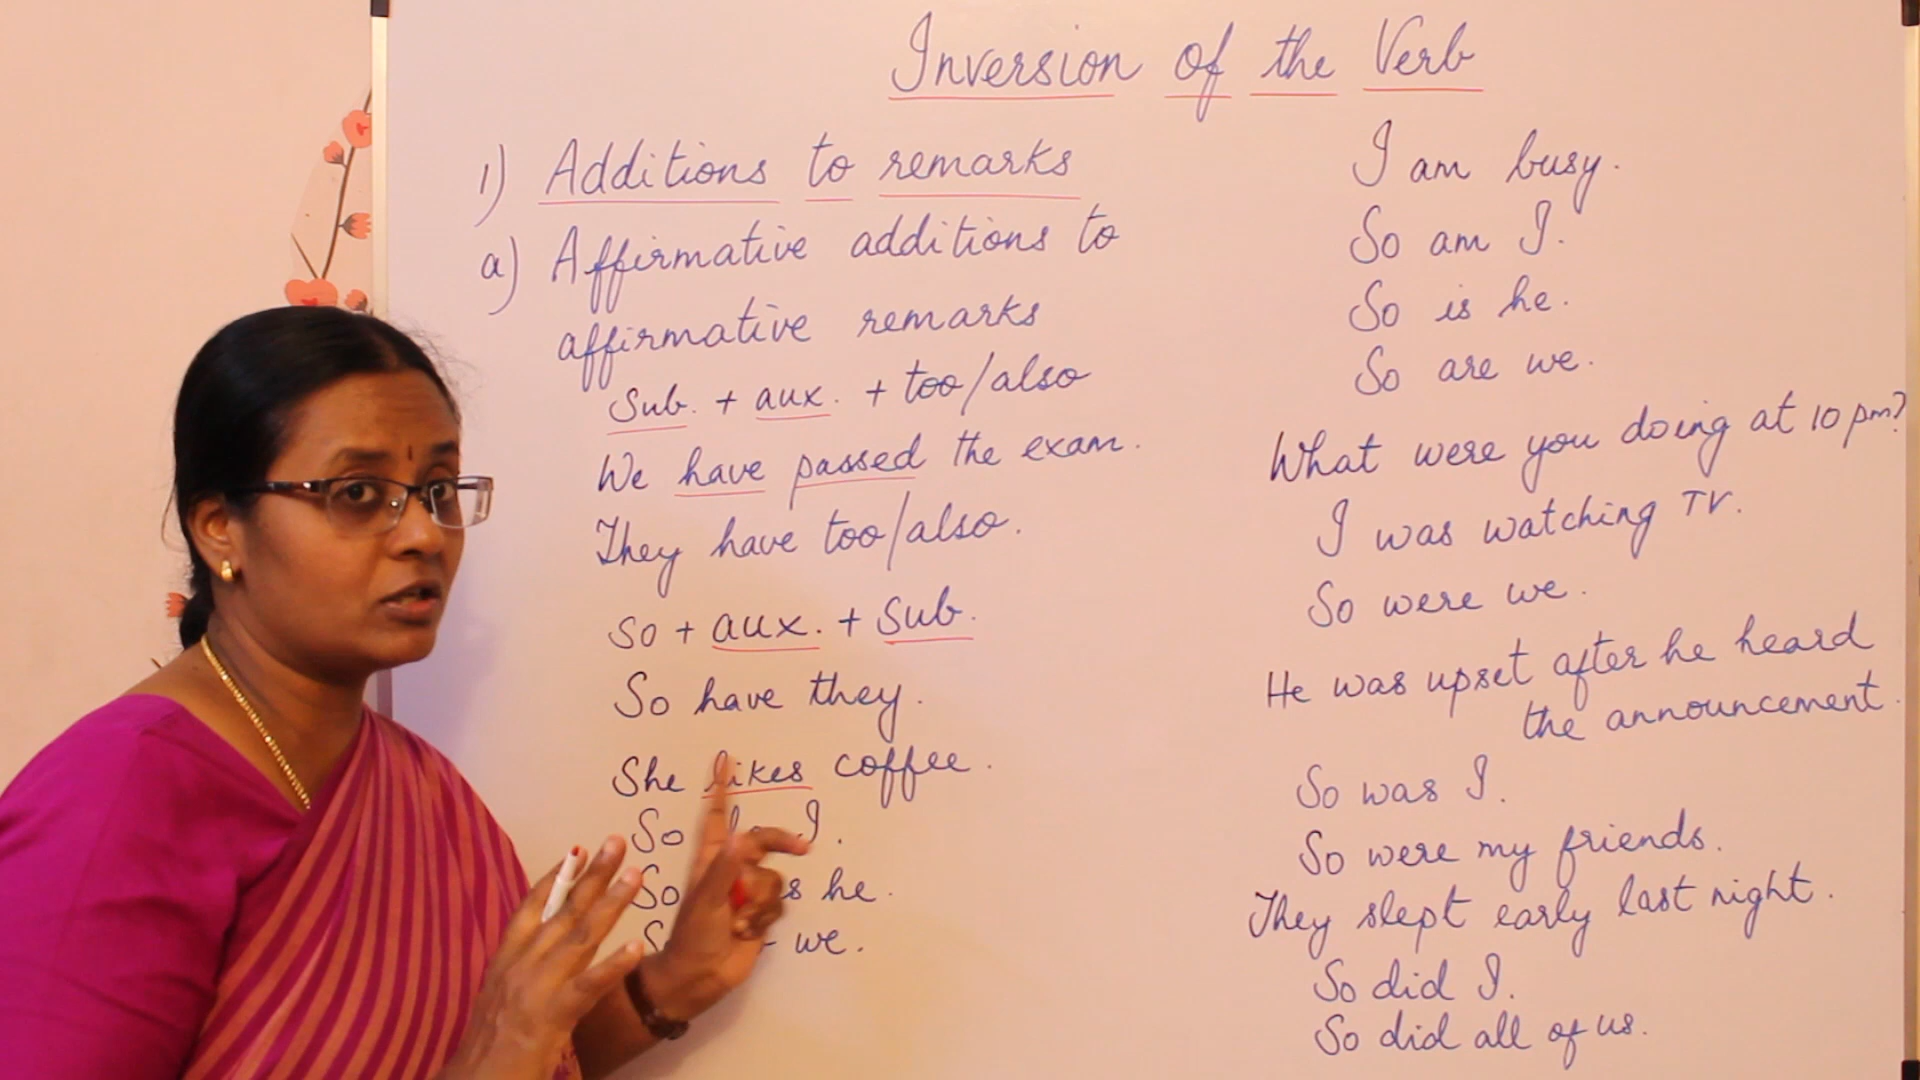 Inversion of the Verb
1) Additions to remarks
a) Affirmative additions to
affirmative remarks
Sub. + aux. + too/also
We have passed the exam.
They have too/also.
so + aux. + Sub.
So have they.
She likes coffee.
So I.
So he.
we.
I am busy.
So am I.
So is he.
So are we.
What were you doing at 10 pm?
I was watching TV.
So were we.
He was upset after he heard
the announcement.
So was I.
So were my friends.
They slept early last night.
So did I.
So did all of us.